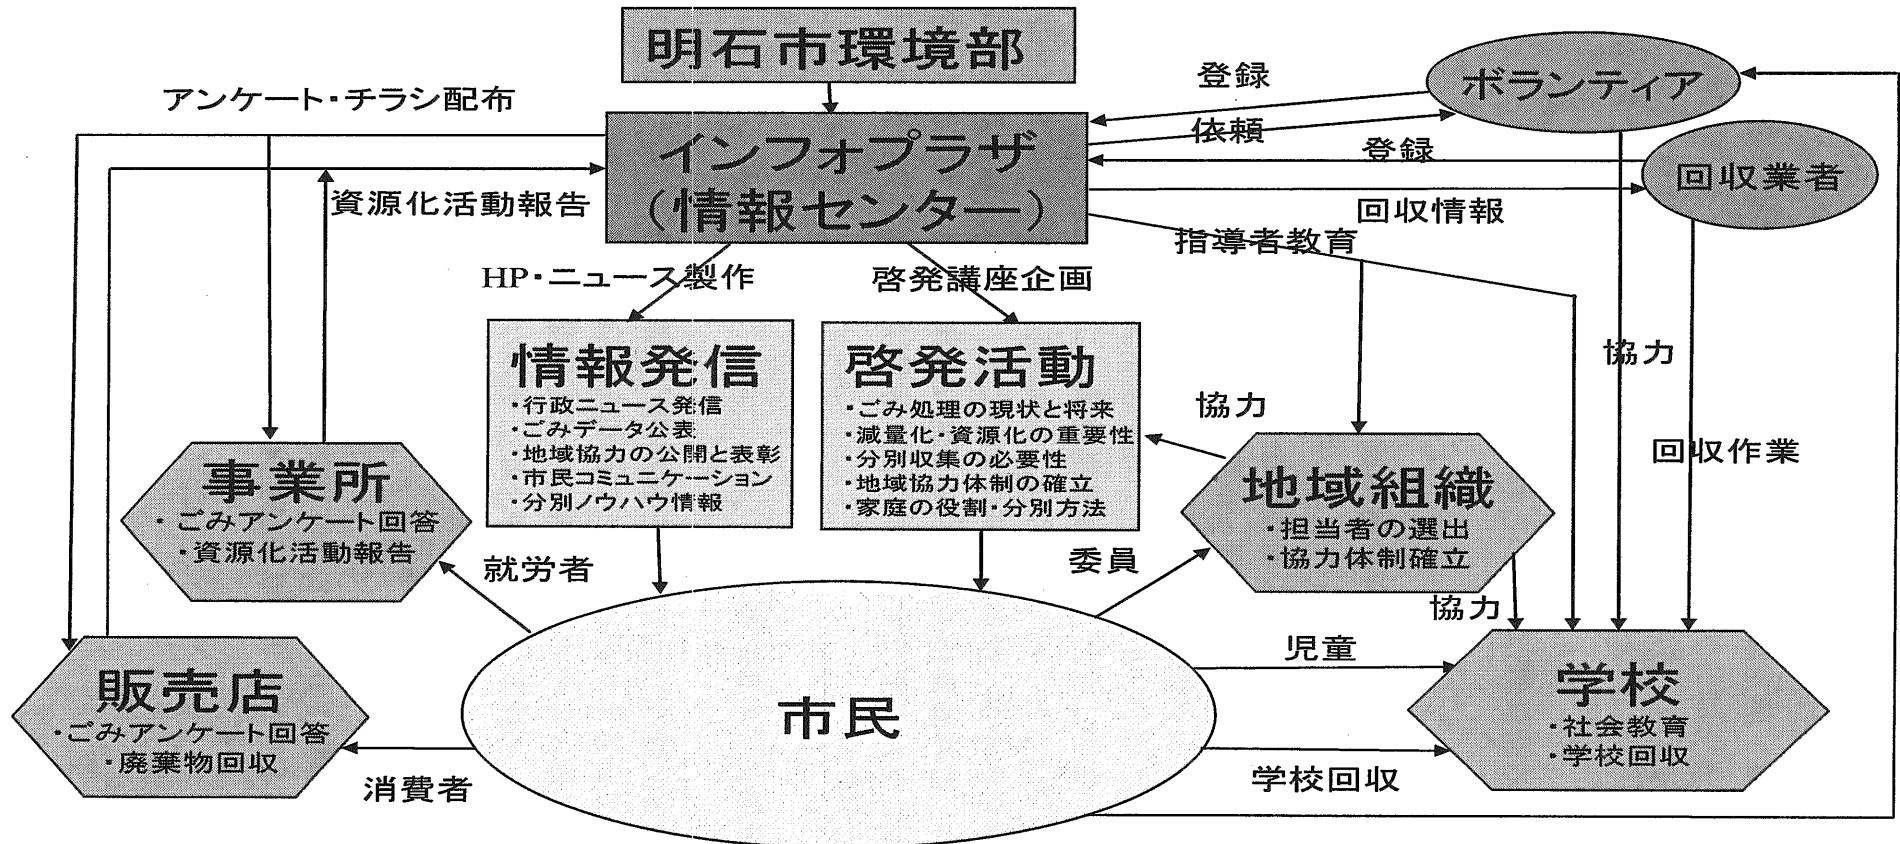 明石市環境部
ボランティア
登録
アンケート・チラシ配布
依頼
インフォプラザ
(情報センター)
登録
回収業者
資源化活動報告
回収情報
指導者教育
HP・ニュース製作
啓発講座企画
情報発信
・行政ニュース発信
・ごみデータ公表
・地域協力の公開と表彰
・市民コミュニケーション
・分別ノウハウ情報
啓発活動
・ごみ処理の現状と将来
・減量化・資源化の重要性
・分別収集の必要性
・地域協力体制の確立
・家庭の役割・分別方法
協力
協力
回収作業
事業所
・ごみアンケート回答
・資源化活動報告
地域組織
・担当者の選出
・協力体制確立
就労者
委員
協力
販売店
・ごみアンケート回答
・廃棄物回収
市民
児童
学校
・社会教育
・学校回収
消費者
学校回収